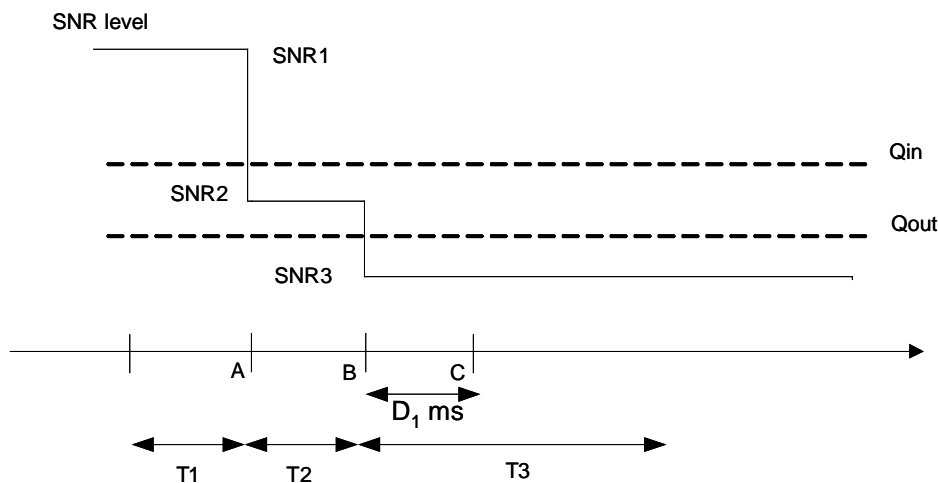 SNR level
SNR1
Qin
SNR2
Qout
SNR3
A
B
C
D₁ ms
T1
T2
T3